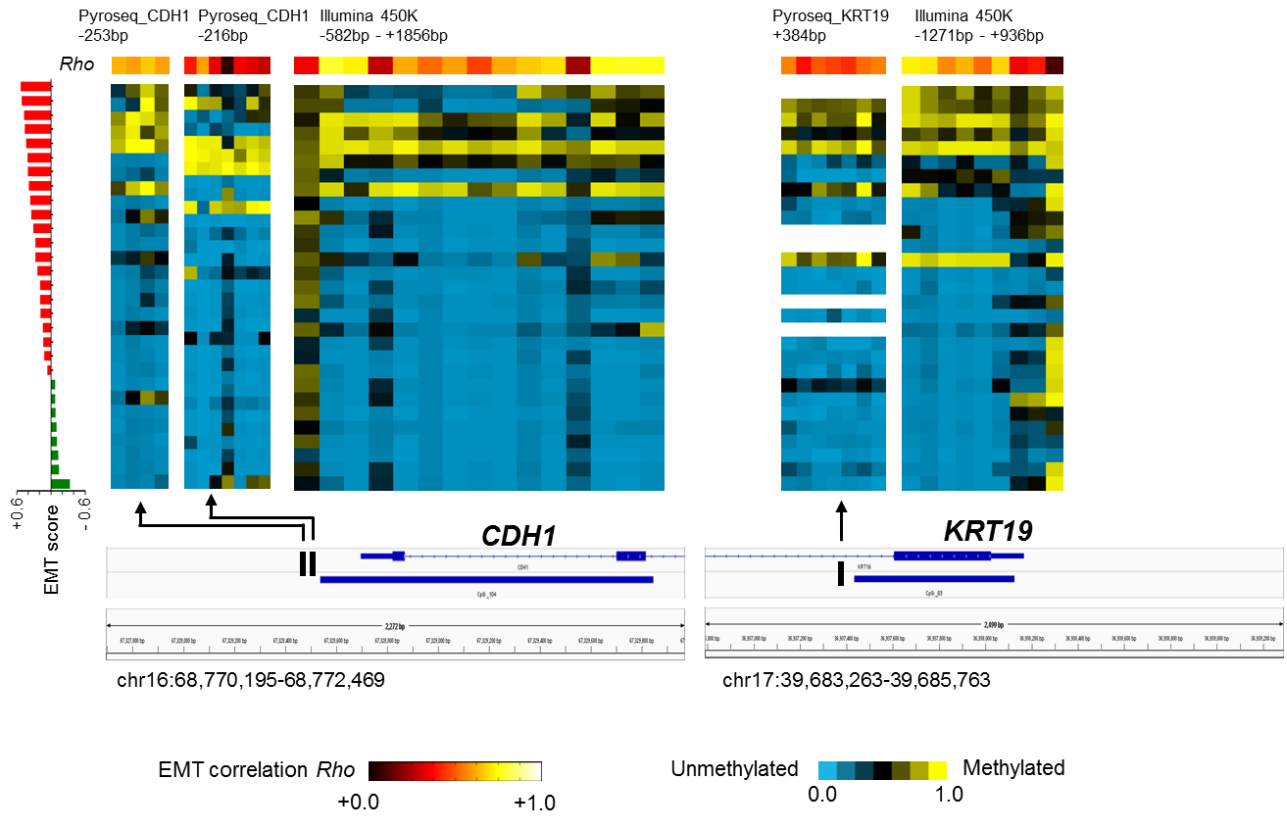 Pyroseq_CDH1 Pyroseq_CDH1 Illumina 450K Pyroseq_KRT19 Illumina 450K
-253bp -216bp -582bp - +1856bp +384bp -1271bp - +936bp
Rho
+0.6 -0.6
EMT score
CDH1 KRT19
CDH1 KRT19
2,272 bp 2,499 bp
chr16:68,770,195-68,772,469 chr17:39,683,263-39,685,763
EMT correlation Rho Unmethylated Methylated
+0.0 +1.0 0.0 1.0